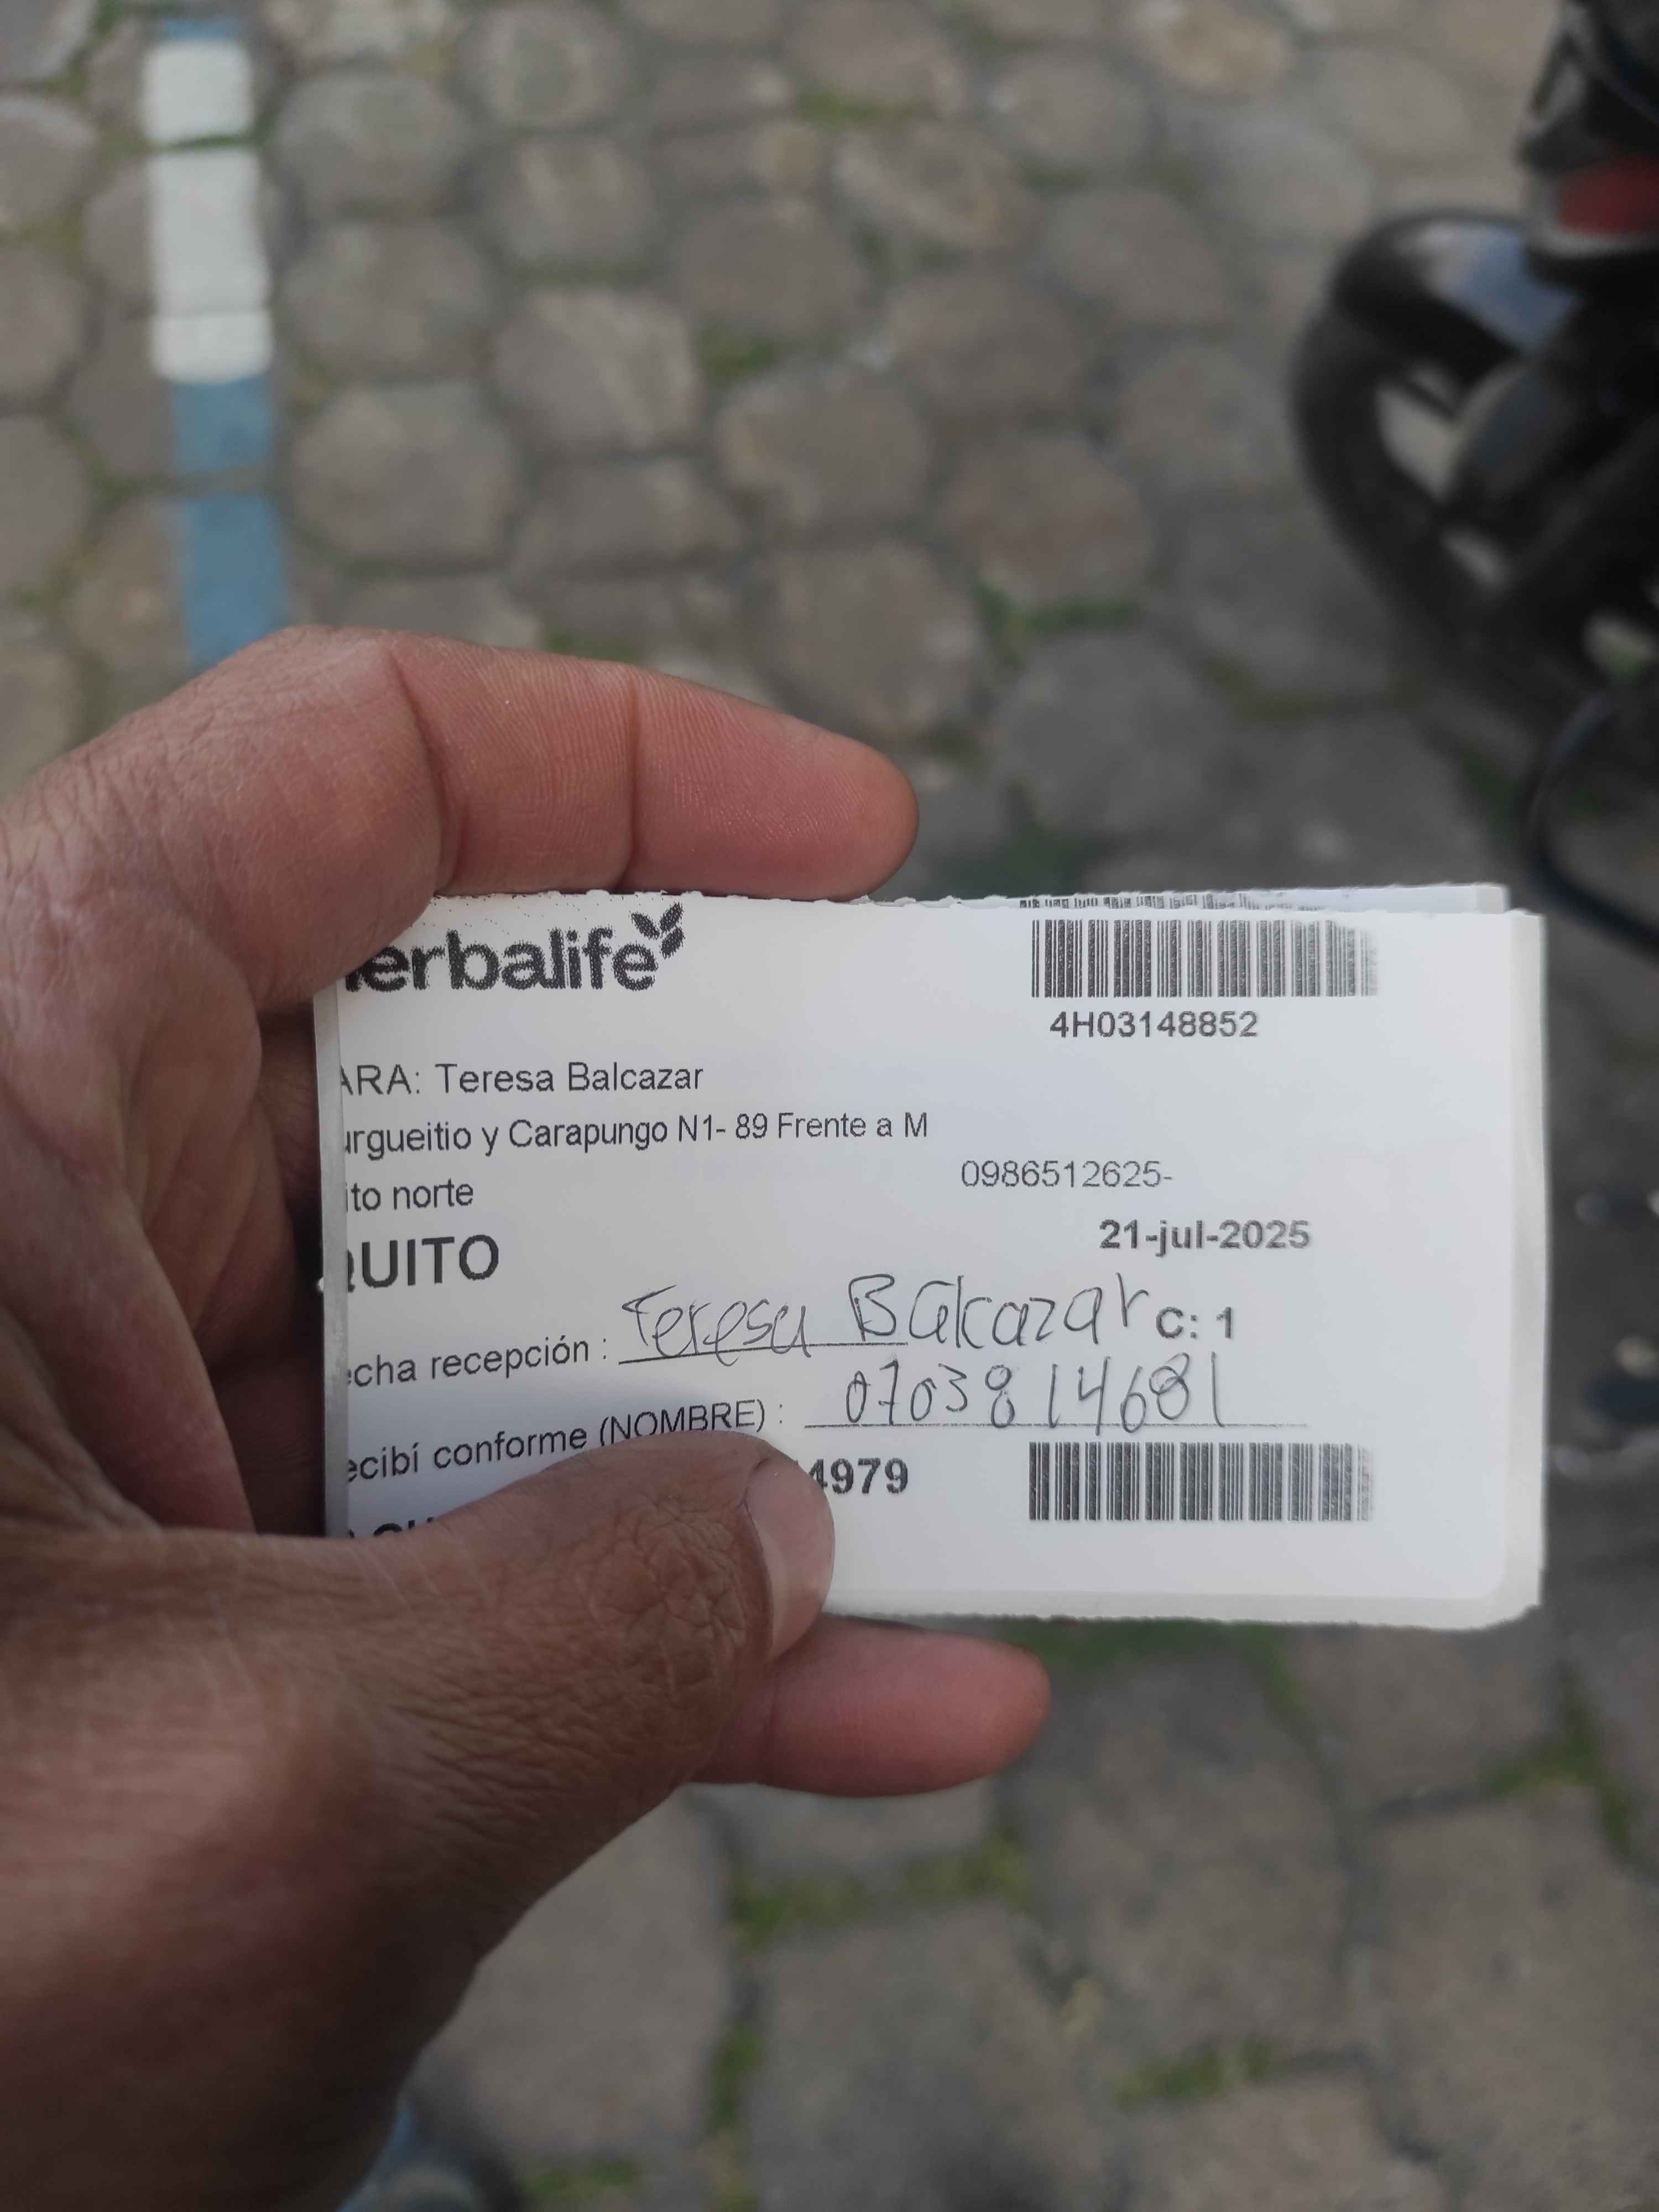 erbalife
4H03148852
ARA: Teresa Balcazar
urgueitio y Carapungo N1- 89 Frente a M
0986512625-
ito norte
21-jul-2025
QUITO
echa recepción : Teresa Balcazar C: 1
ecibí conforme (NOMBRE) : 0703814681
4979